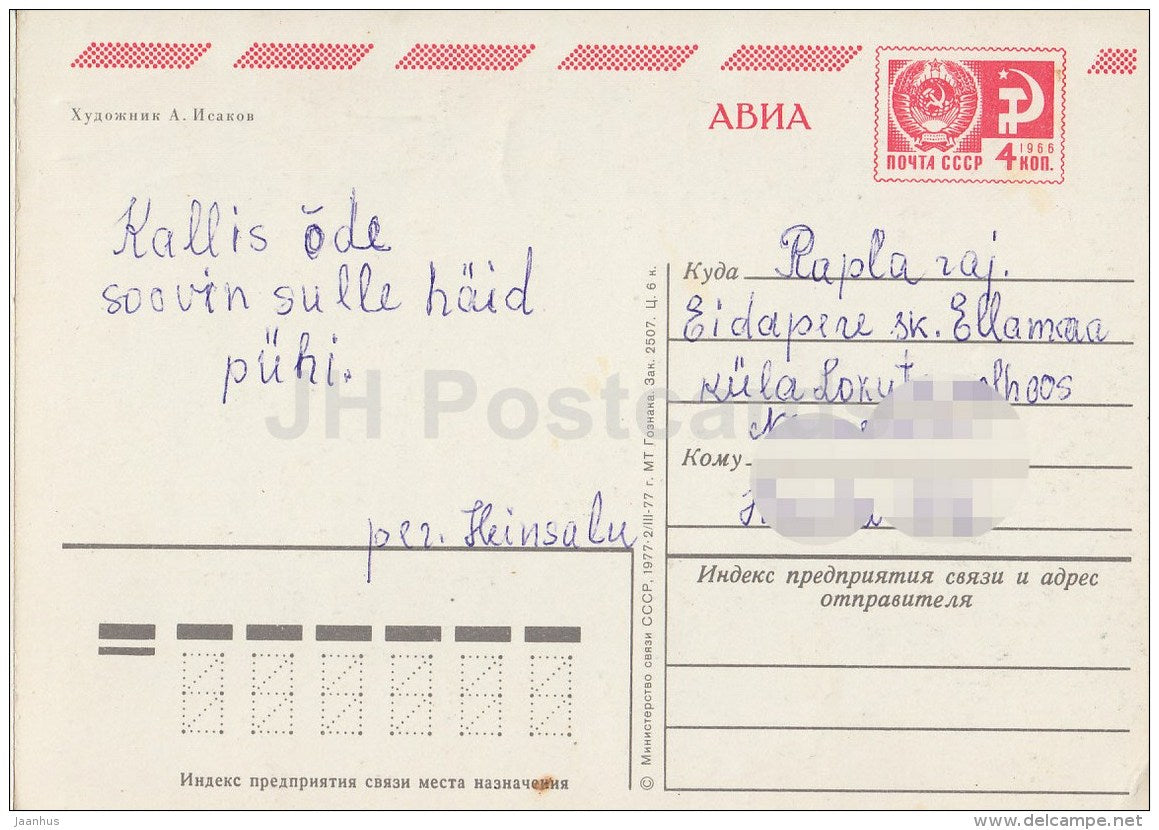 АВИА
ПОЧТА СССР 4 КОП.
1966
Художник А. Исаков
Kallis õde
soovin sulle häid
pühi.
per. Heinsalu
Куда Rapla raj.
Eidapere sk. Ellamaa
küla
Кому
Индекс предприятия связи и адрес
отправителя
© Министерство связи СССР, 1977·2/III-77 г. МТ Гознака. Зак. 2507. Ц. 6 к.
Индекс предприятия связи места назначения
JH Postcards
Jaanhus
delcampe.net